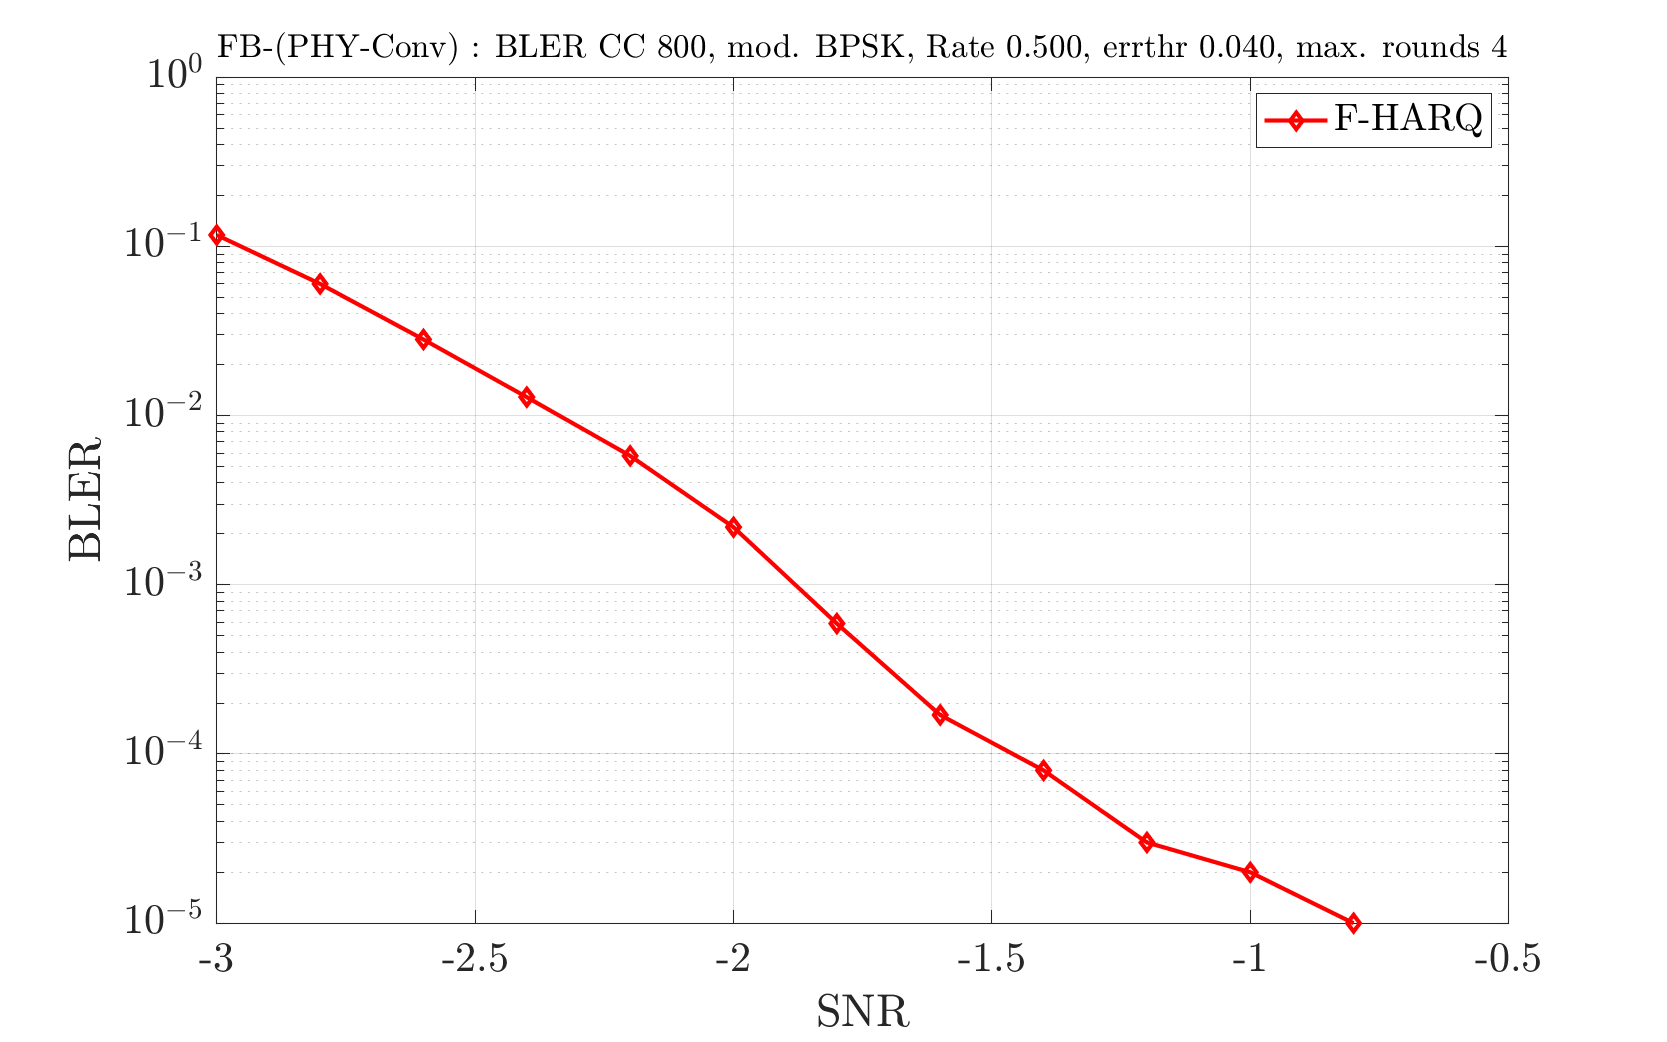 FB-(PHY-Conv) : BLER CC 800, mod. BPSK, Rate 0.500, errthr 0.040, max. rounds 4
F-HARQ
10^0
10^{-1}
10^{-2}
10^{-3}
10^{-4}
10^{-5}
BLER
-3 -2.5 -2 -1.5 -1 -0.5
SNR